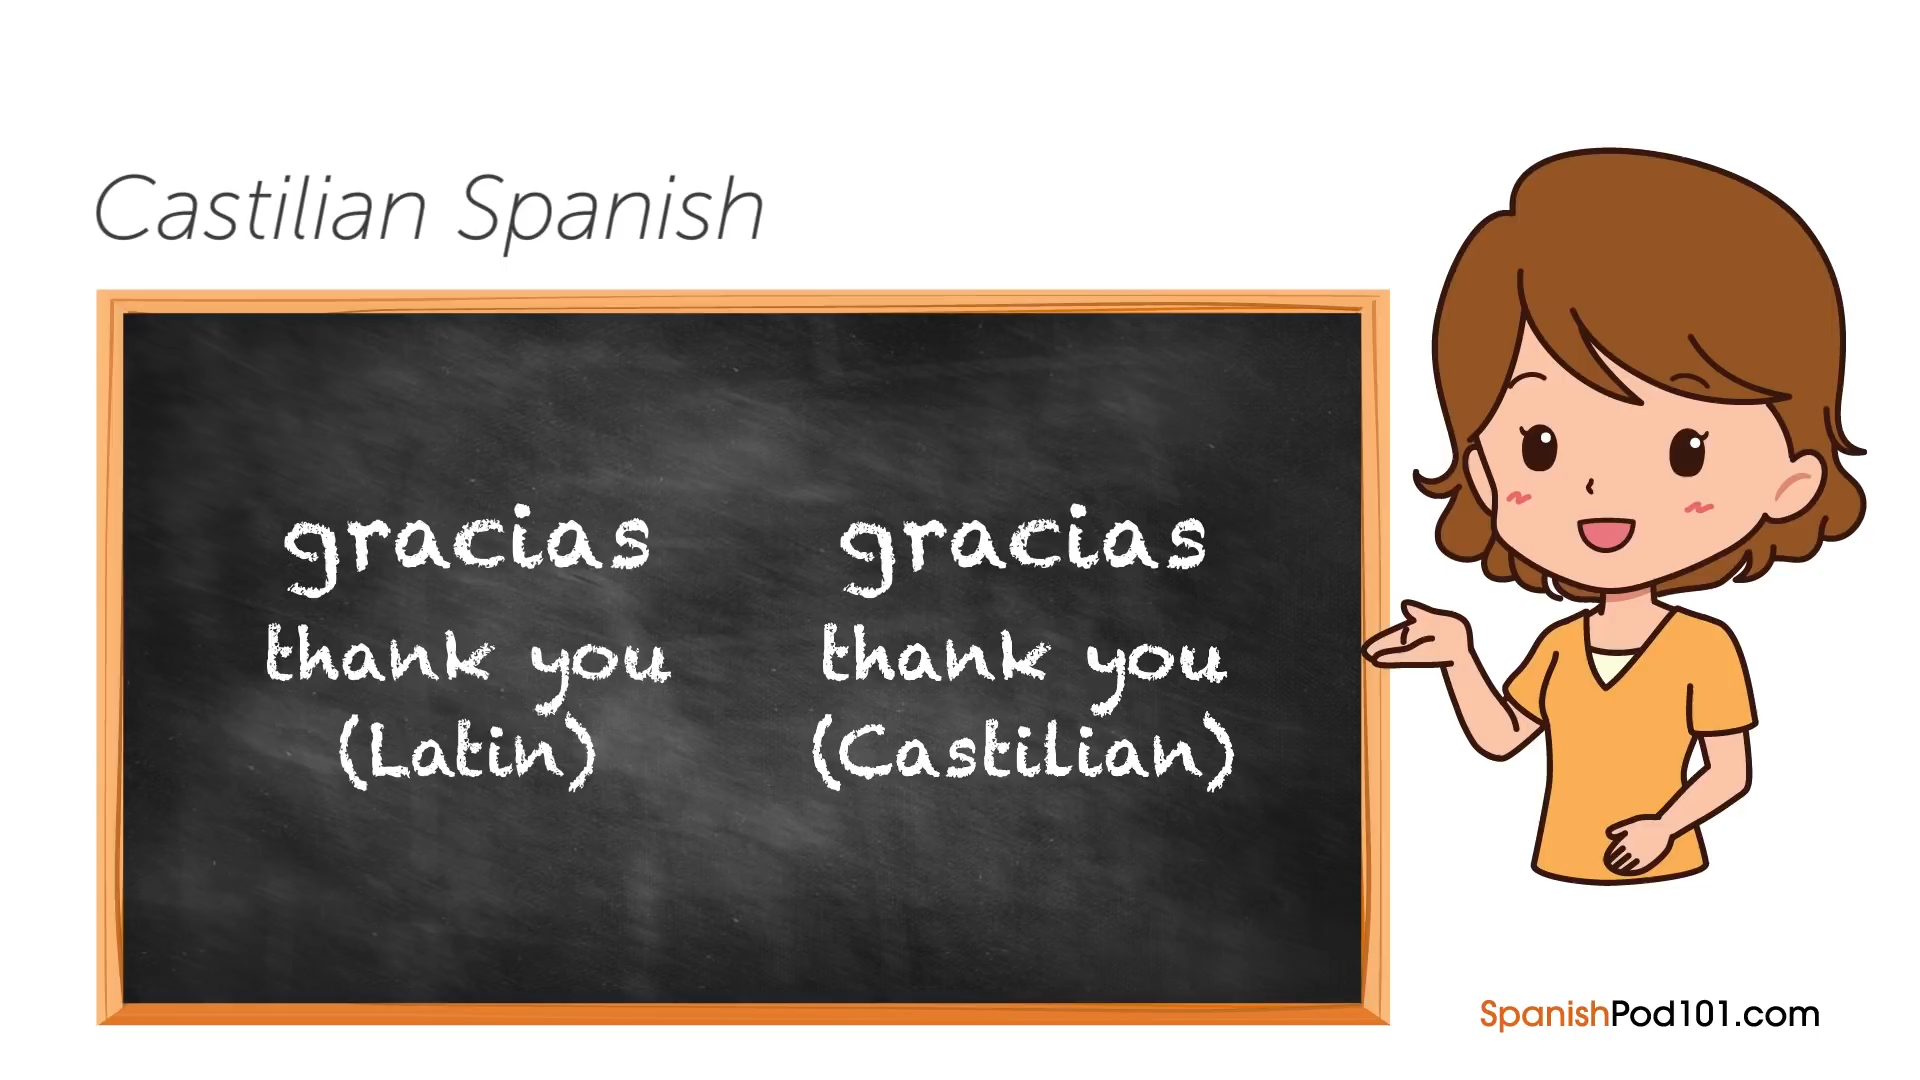 Castilian Spanish
gracias
thank you
(Latin)
gracias
thank you
(Castilian)
SpanishPod101.com